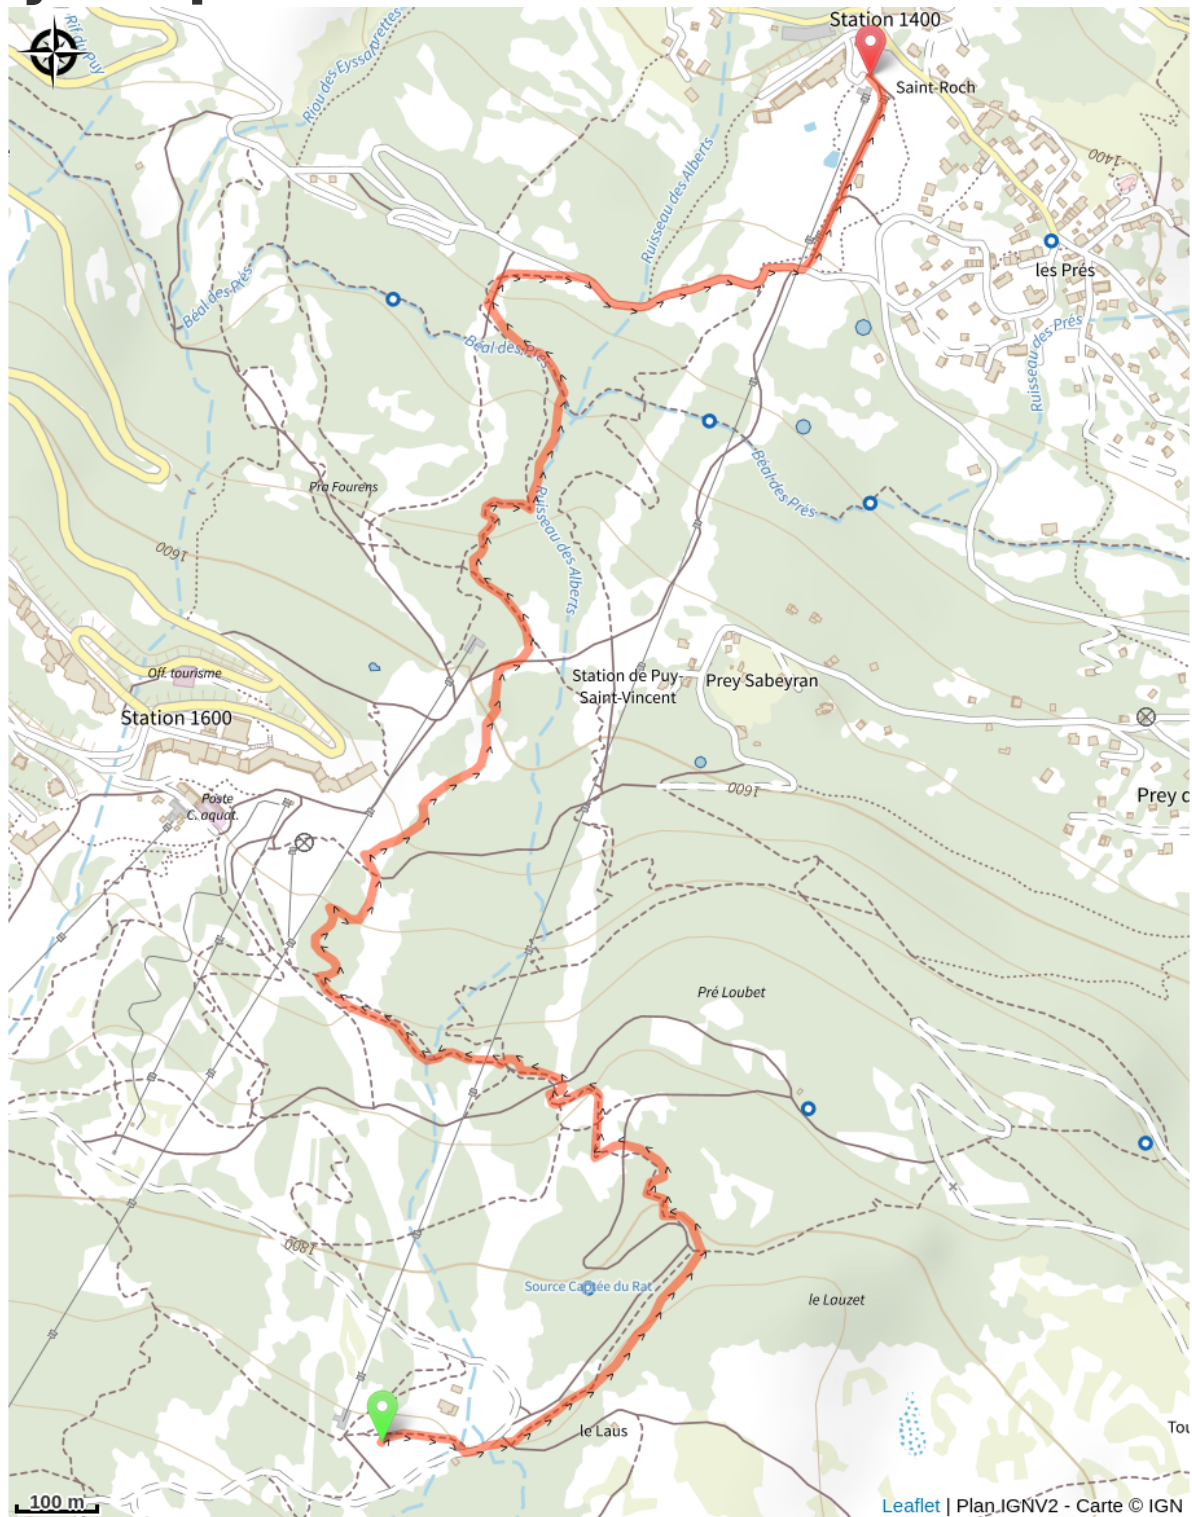 Station 1400
Rif du Puy
Riou des Eyssarettes
Saint-Roch
1400
Ruisseau des Alberts
les Prés
Béal des Prés
Béal des Prés
Ruisseau des Prés
Pra Fourens
Béal des Prés
Ruisseau des Alberts
1600
Off. tourisme
Station de Puy-
Saint-Vincent
Prey Sabeyran
Station 1600
1600
Poste
C. aquat.
Prey
Pré Loubet
1800
Source Captée du Rat
le Lauzet
le Laus
100 m
Leaflet | Plan IGNV2 - Carte © IGN